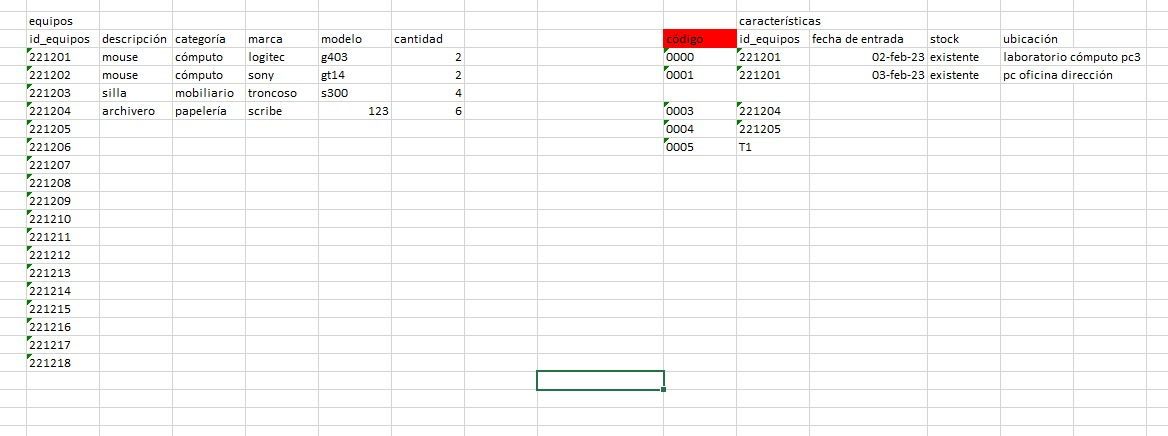 equipos características
id_equipos descripción categoría marca modelo cantidad código id_equipos fecha de entrada stock ubicación
221201 mouse cómputo logitec g403 2 0000 221201 02-feb-23 existente laboratorio cómputo pc3
221202 mouse cómputo sony gt14 2 0001 221201 03-feb-23 existente pc oficina dirección
221203 silla mobiliario troncoso s300 4
221204 archivero papelería scribe 123 6 0003 221204
221205 0004 221205
221206 0005 T1
221207
221208
221209
221210
221211
221212
221213
221214
221215
221216
221217
221218